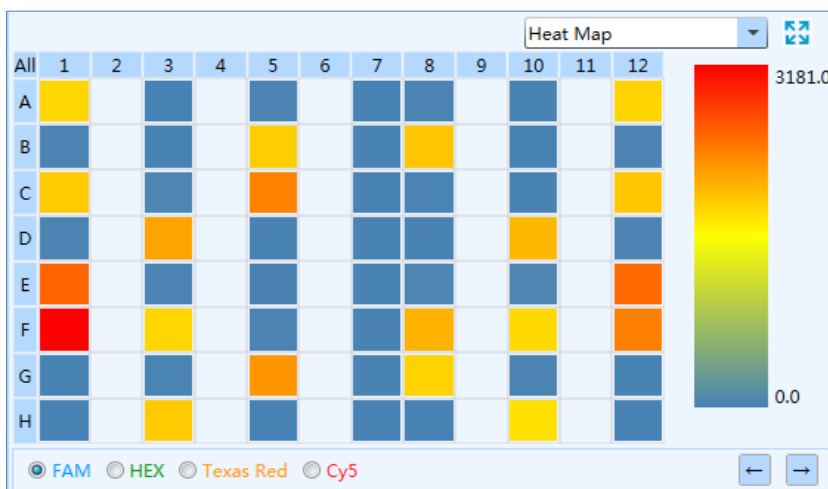 Heat Map
All 1 2 3 4 5 6 7 8 9 10 11 12
3181.0
A
B
C
D
E
F
G
H
0.0
FAM HEX Texas Red Cy5
← →